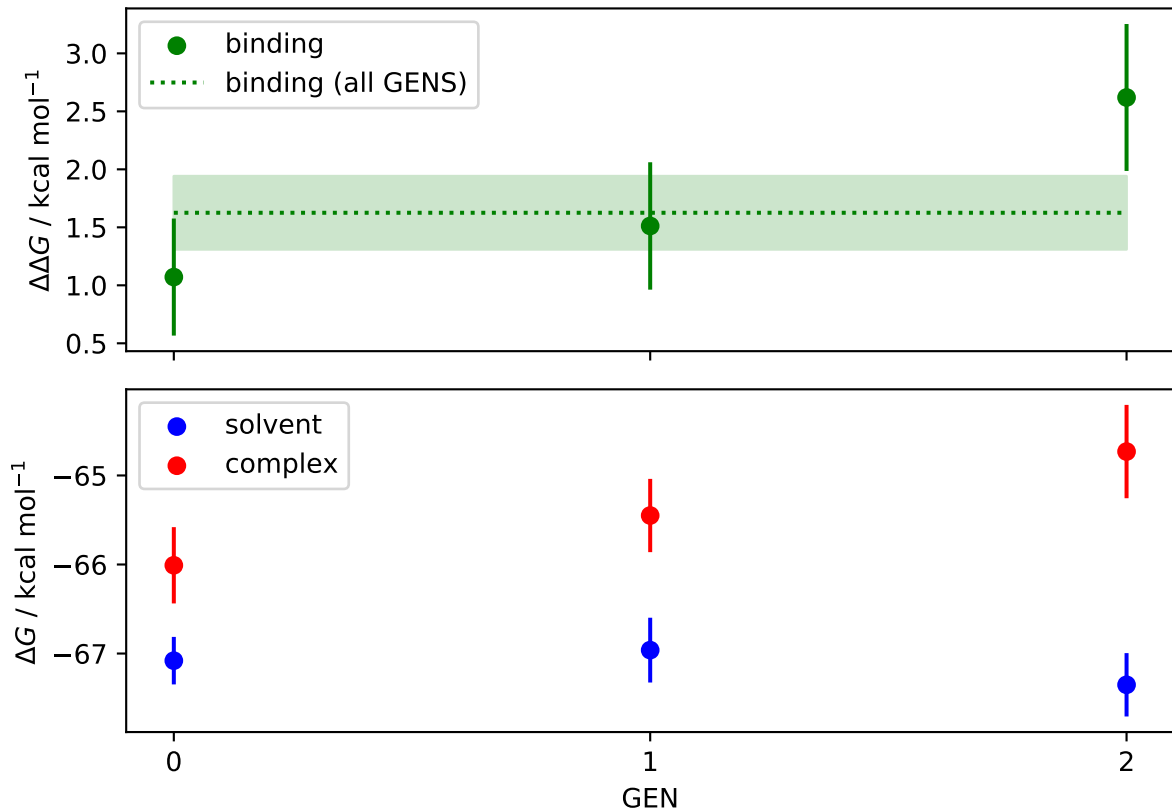 binding
binding (all GENS)
3.0
2.5
2.0
1.5
1.0
0.5
ΔΔG / kcal mol⁻¹
solvent
complex
−65
−66
−67
ΔG / kcal mol⁻¹
0 1 2
GEN